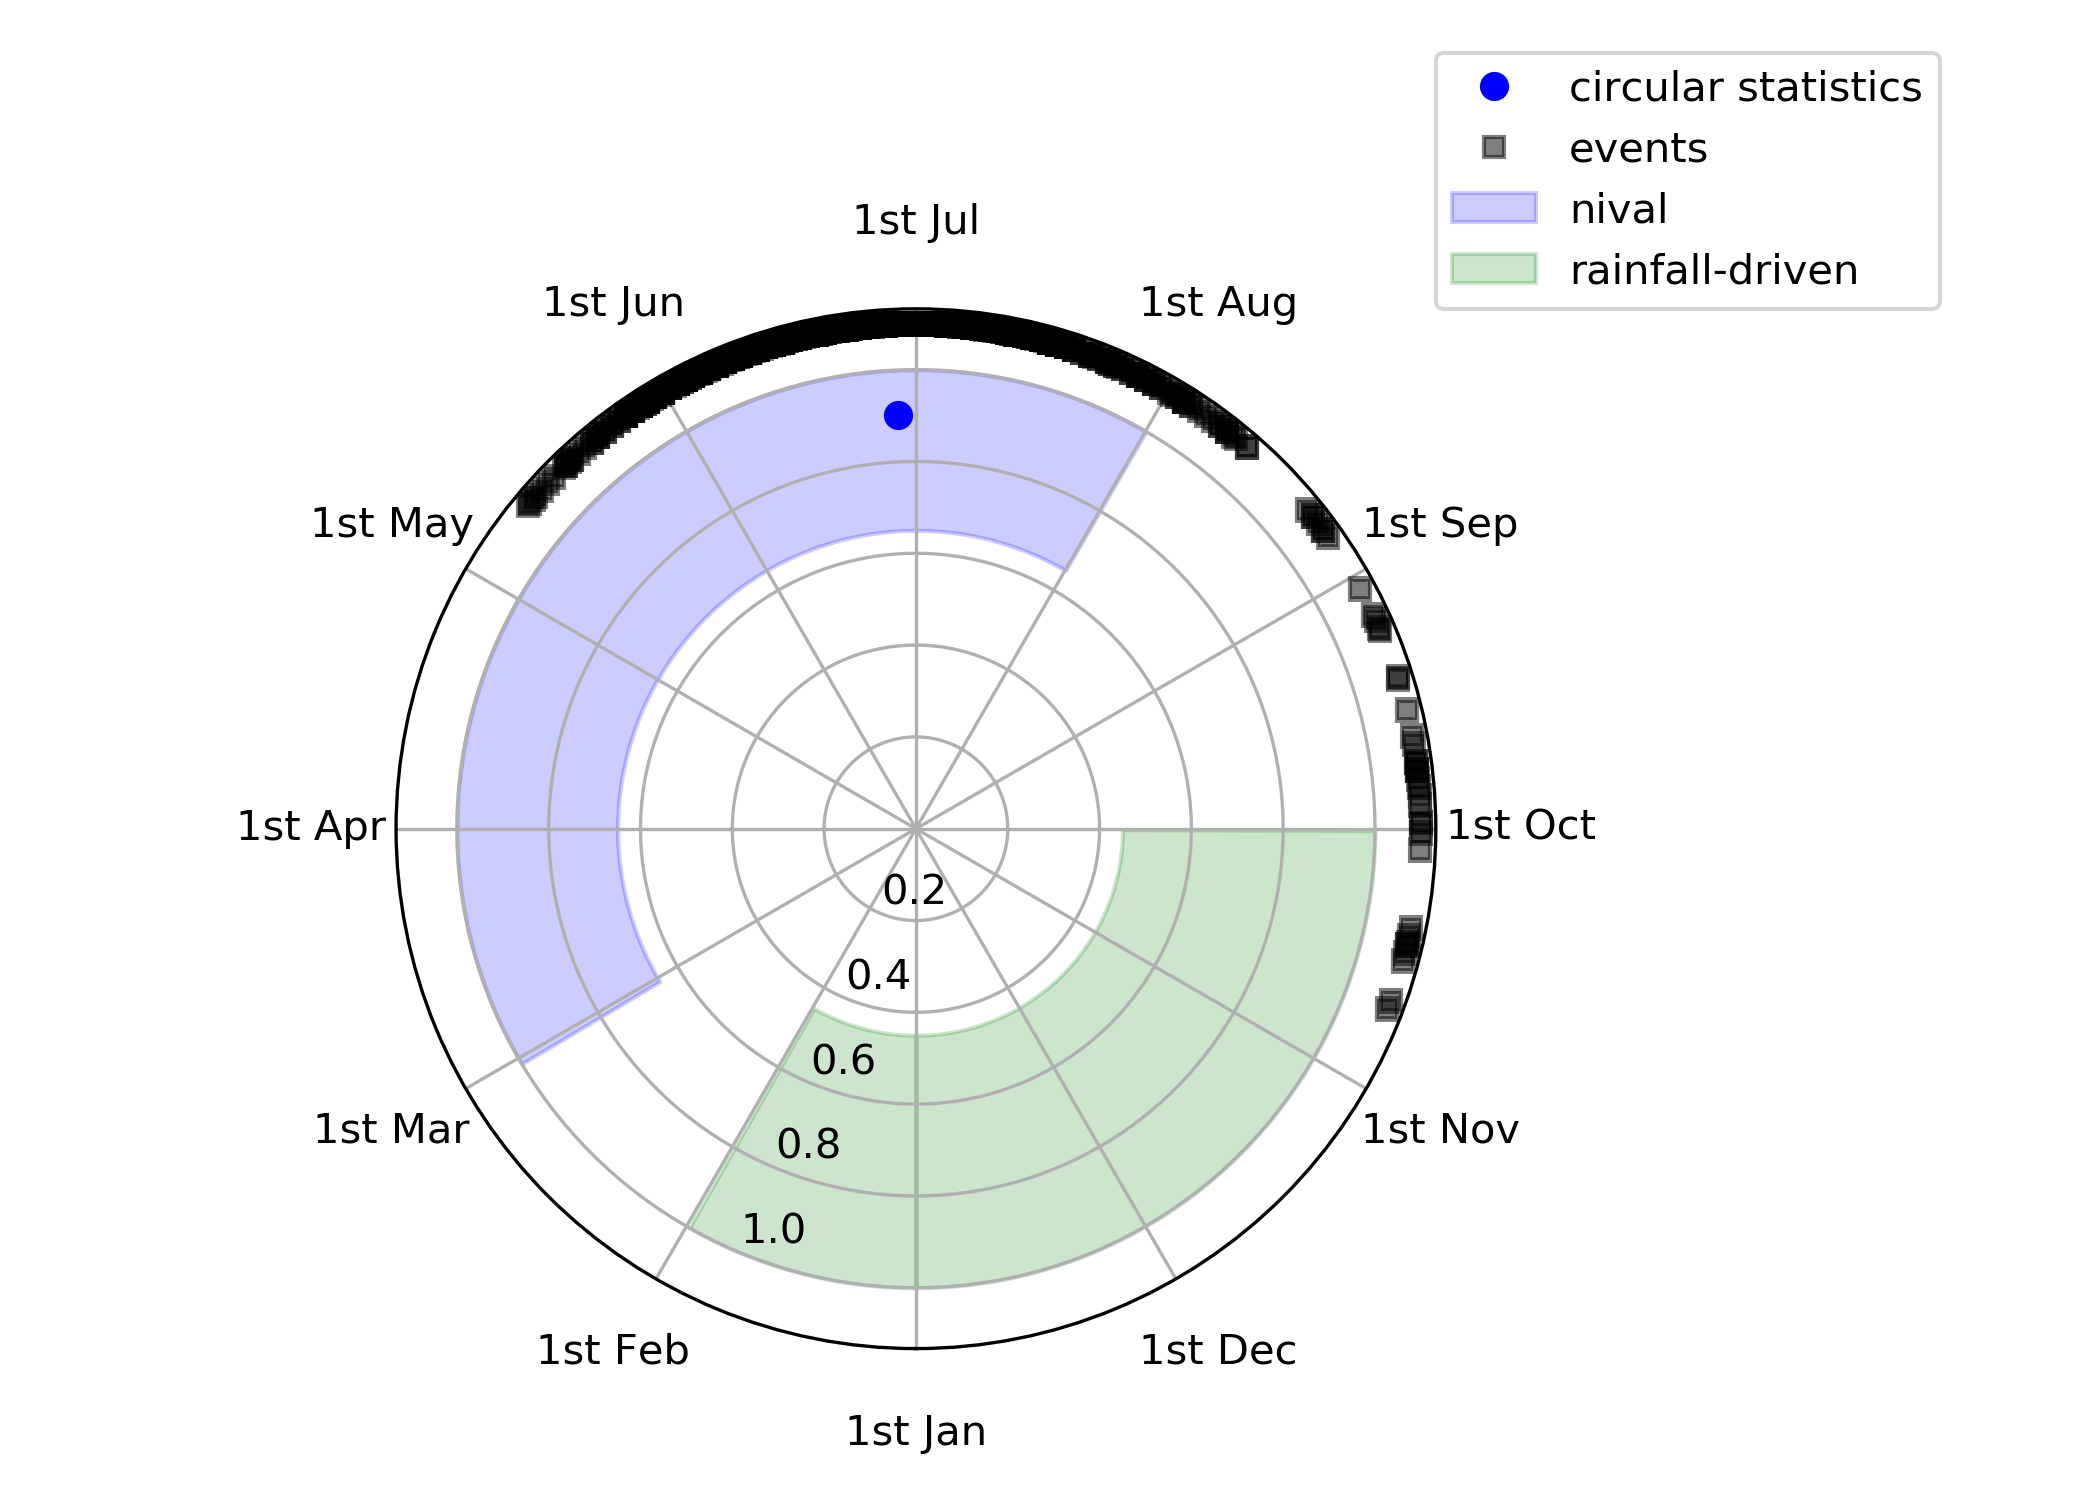 circular statistics
events
nival
rainfall-driven
1st Jul
1st Jun
1st Aug
1st May
1st Sep
1st Apr
1st Oct
0.2
0.4
0.6
0.8
1.0
1st Mar
1st Nov
1st Feb
1st Dec
1st Jan